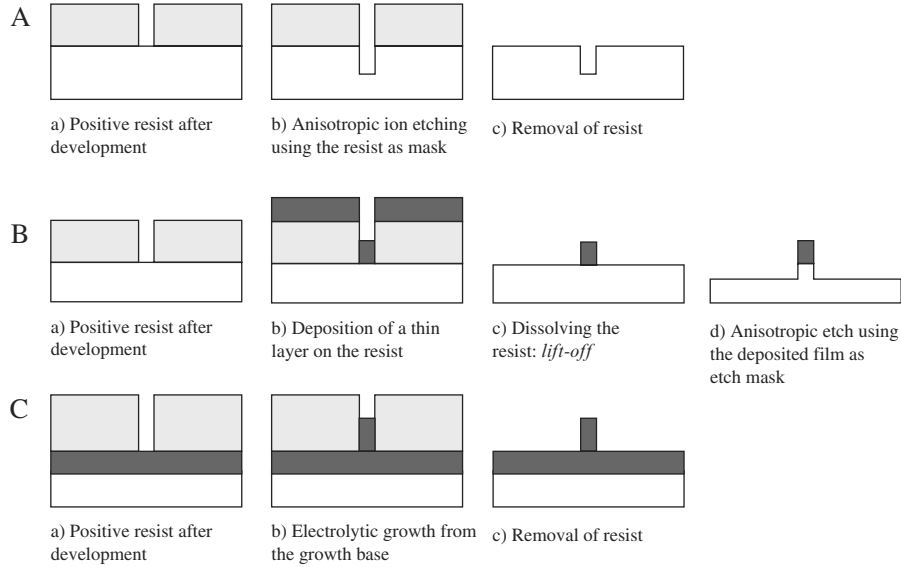 A
a) Positive resist after
development
b) Anisotropic ion etching
using the resist as mask
c) Removal of resist
B
a) Positive resist after
development
b) Deposition of a thin
layer on the resist
c) Dissolving the
resist: lift-off
d) Anisotropic etch using
the deposited film as
etch mask
C
a) Positive resist after
development
b) Electrolytic growth from
the growth base
c) Removal of resist